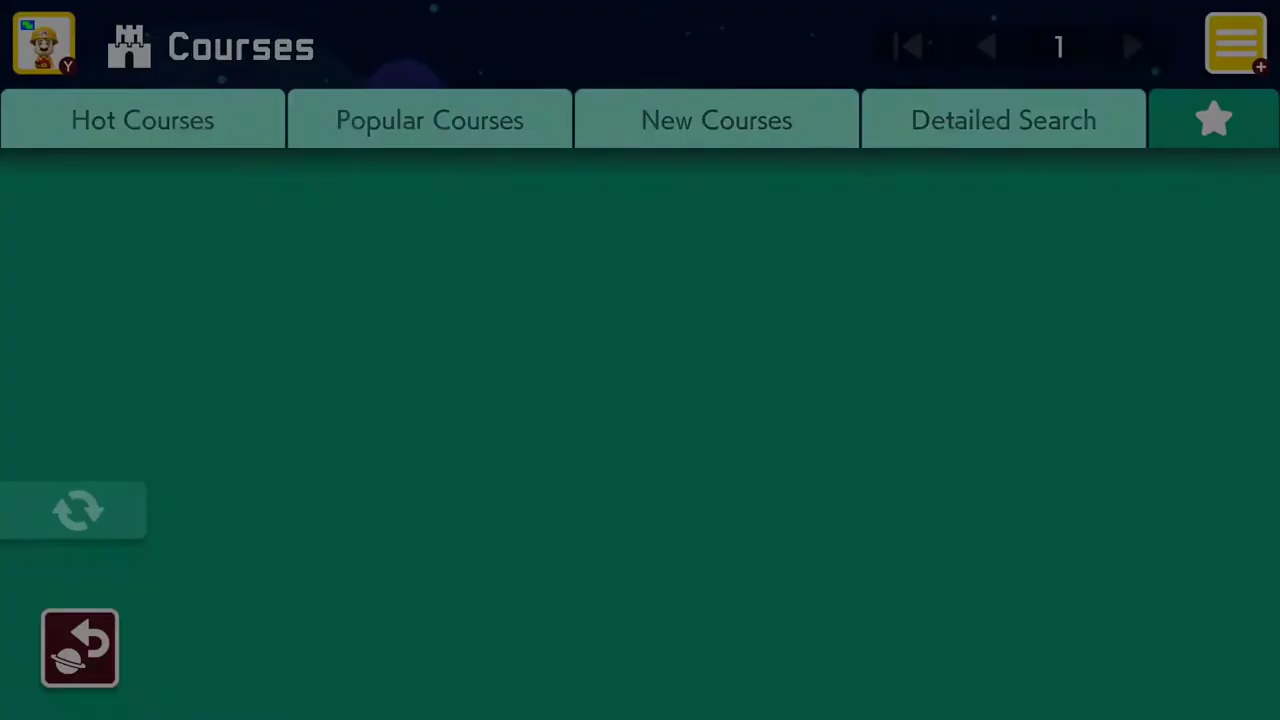 Courses
1
Y
+
Hot Courses
Popular Courses
New Courses
Detailed Search